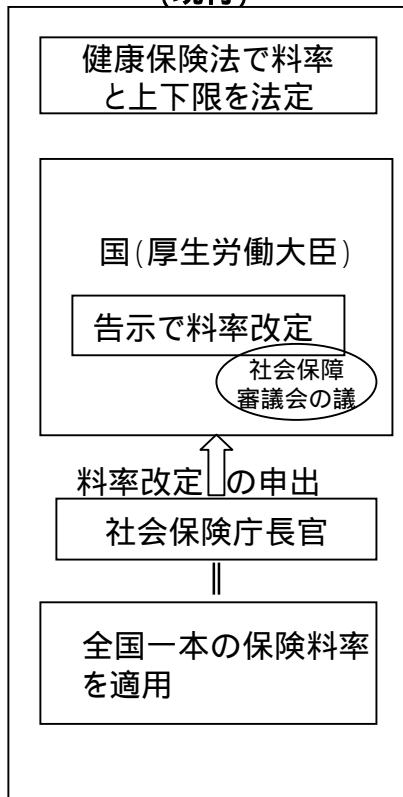 (現行)
健康保険法で料率
と上下限を法定
国(厚生労働大臣)
告示で料率改定
社会保障
審議会の議
料率改定の申出
社会保険庁長官
全国一本の保険料率
を適用